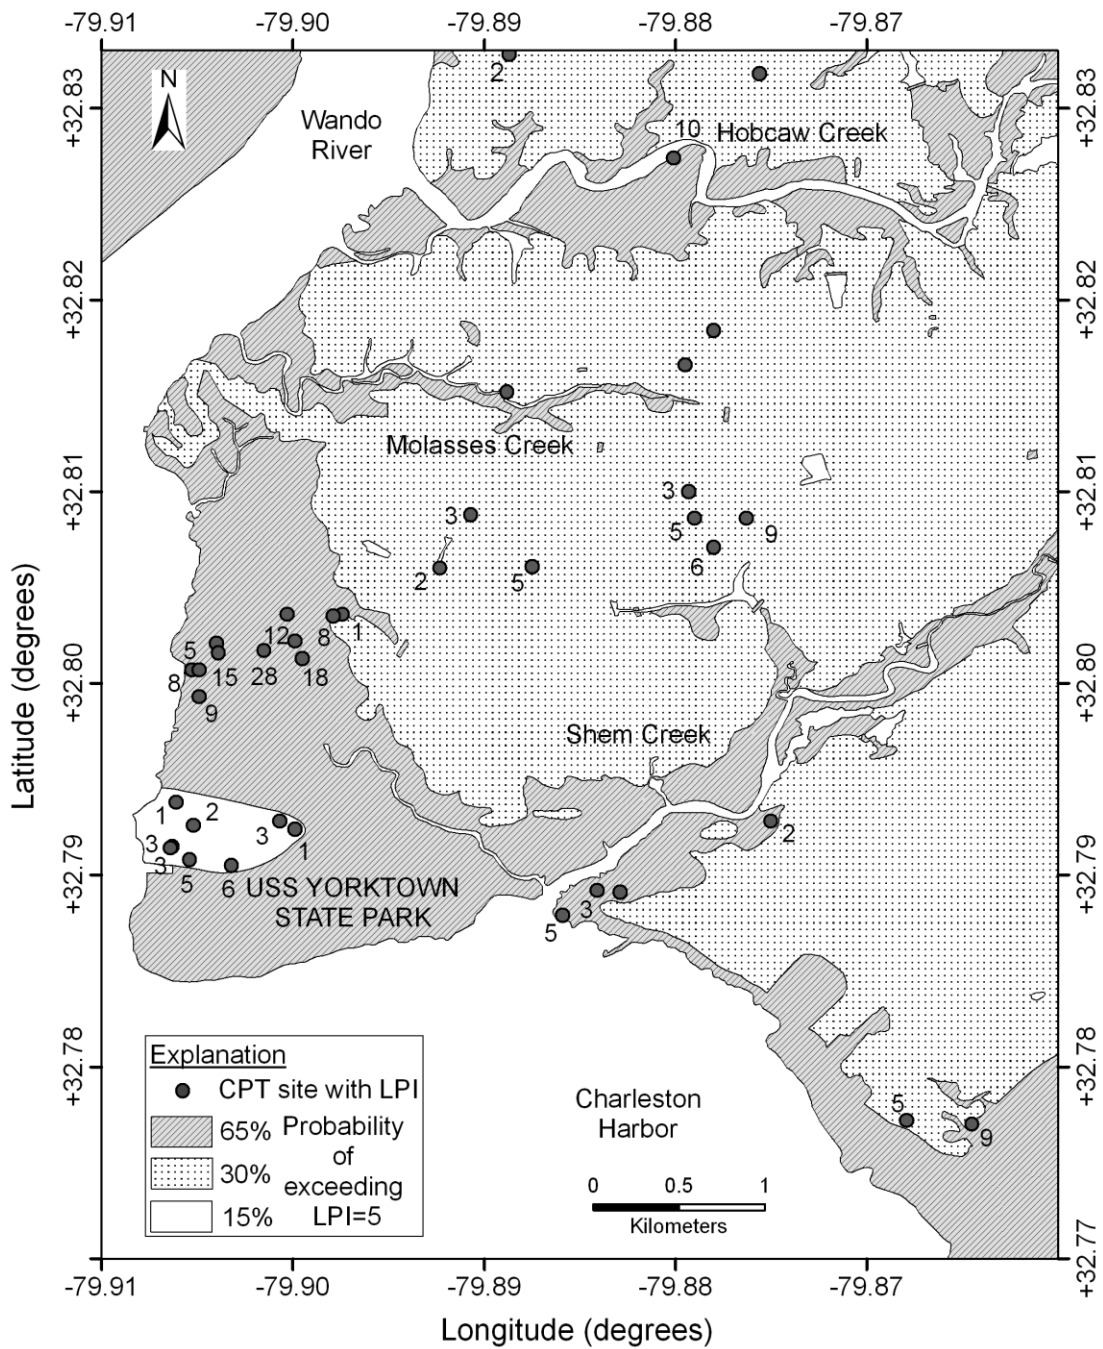 -79.91 -79.90 -79.89 -79.88 -79.87
N
2
+32.83
+32.83
Wando
River
10
Hobcaw Creek
+32.82
+32.82
Molasses Creek
+32.81
+32.81
3
3
5
9
6
2
5
12
8
1
5
8
15
28
18
9
+32.80
+32.80
Latitude (degrees)
Shem Creek
1
2
3
1
3
3
5
6
2
+32.79
+32.79
USS YORKTOWN
STATE PARK
3
5
Explanation
CPT site with LPI
65%
30%
15%
Probability
of
exceeding
LPI=5
+32.78
+32.78
Charleston
Harbor
5
9
0 0.5 1
Kilometers
+32.77
+32.77
-79.91 -79.90 -79.89 -79.88 -79.87
Longitude (degrees)